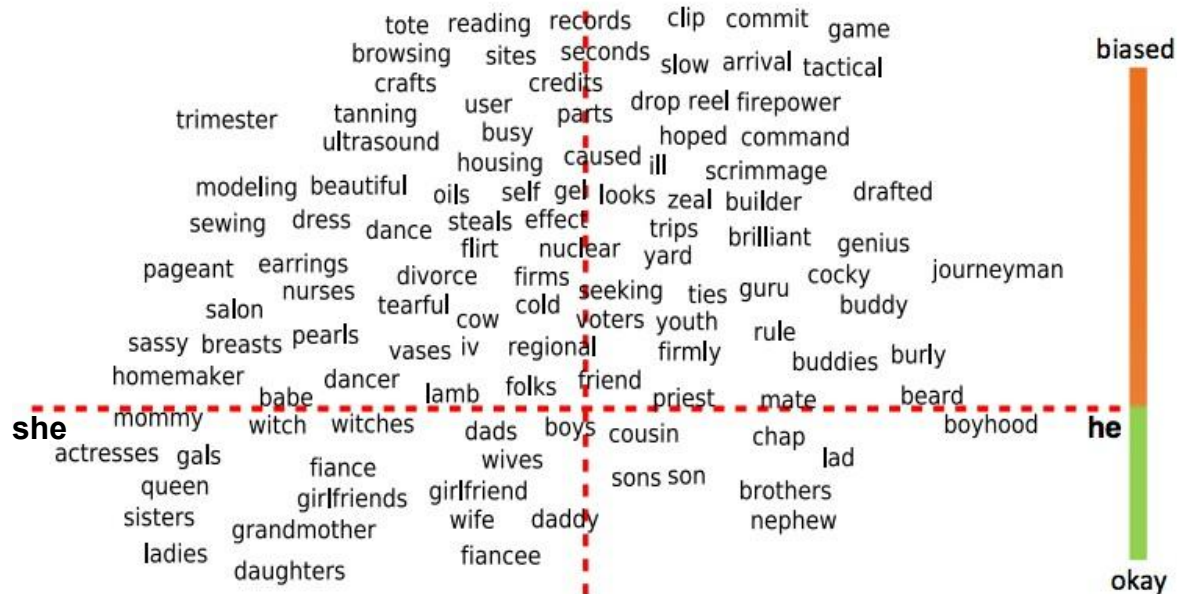 tote reading records clip commit game
browsing sites seconds slow arrival tactical biased
crafts user credits drop reel firepower
trimester tanning busy parts hoped command
ultrasound housing caused ill scrimmage
modeling beautiful oils self gel looks zeal builder drafted
sewing dress dance steals effect trips brilliant genius
pageant earrings flirt nuclear yard cocky journeyman
nurses divorce firms seeking ties guru buddy
salon tearful cow cold voters youth rule
sassy breasts pearls vases iv regional firmly buddies burly
homemaker babe dancer lamb folks friend priest mate beard
she mommy witch witches dads boys cousin chap boyhood he
actresses gals fiance wives sons son lad
queen girlfriends girlfriend brothers
sisters grandmother wife daddy nephew
ladies daughters fiancee okay